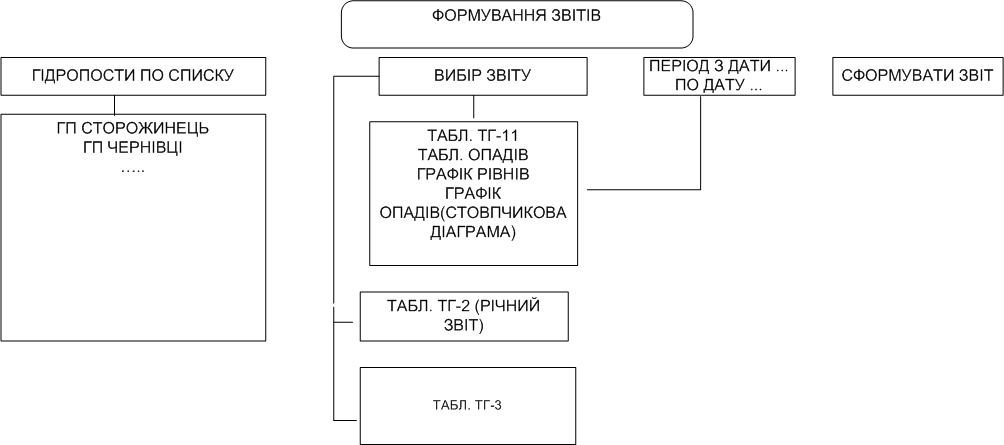 ФОРМУВАННЯ ЗВІТІВ
ГІДРОПОСТИ ПО СПИСКУ
ВИБІР ЗВІТУ
ПЕРІОД З ДАТИ ...
ПО ДАТУ ...
СФОРМУВАТИ ЗВІТ
ГП СТОРОЖИНЕЦЬ
ГП ЧЕРНІВЦІ
…..
ТАБЛ. ТГ-11
ТАБЛ. ОПАДІВ
ГРАФІК РІВНІВ
ГРАФІК
ОПАДІВ(СТОВПЧИКОВА
ДІАГРАМА)
ТАБЛ. ТГ-2 (РІЧНИЙ
ЗВІТ)
ТАБЛ. ТГ-3